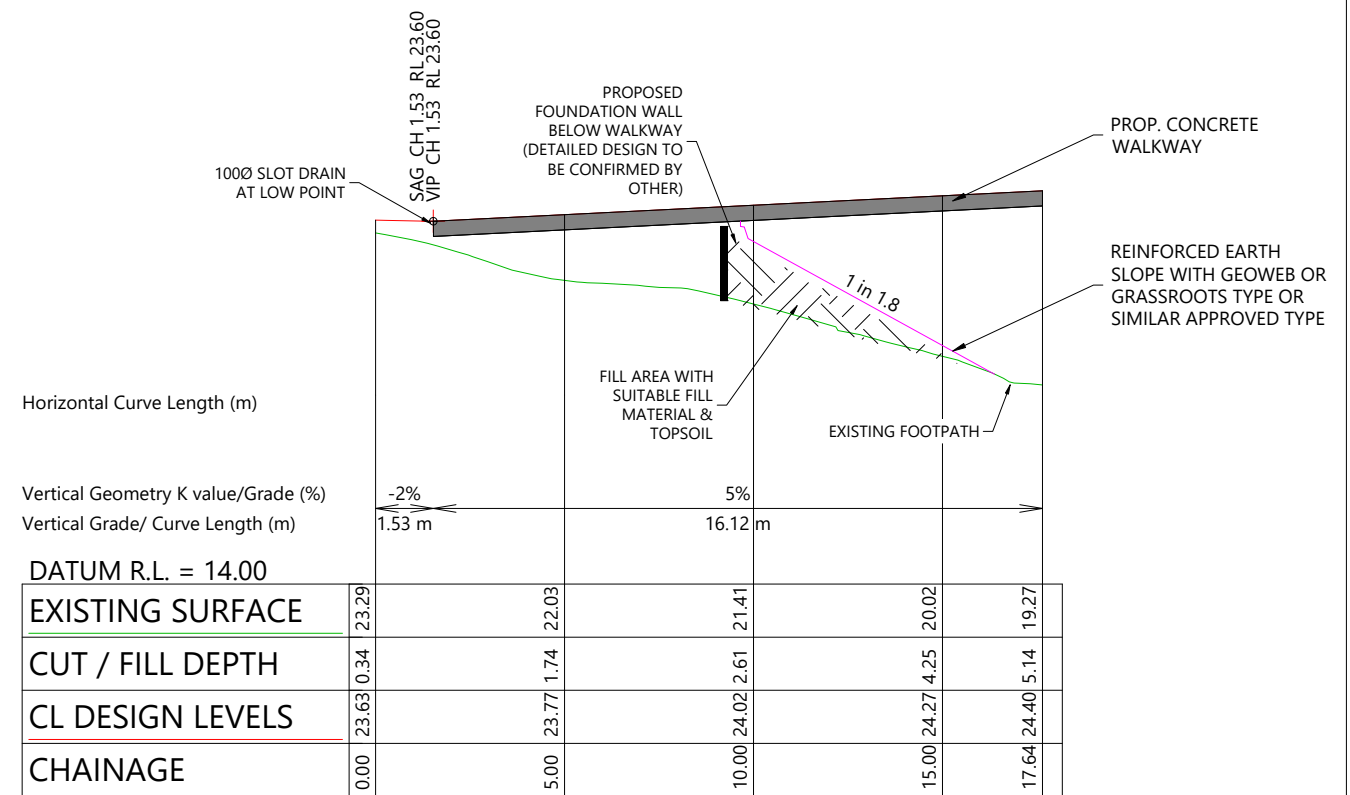 SAG CH 1.53 RL 23.60
VIP CH 1.53 RL 23.60
100Ø SLOT DRAIN
AT LOW POINT
PROPOSED
FOUNDATION WALL
BELOW WALKWAY
(DETAILED DESIGN TO
BE CONFIRMED BY
OTHER)
PROP. CONCRETE
WALKWAY
REINFORCED EARTH
SLOPE WITH GEOWEB OR
GRASSROOTS TYPE OR
SIMILAR APPROVED TYPE
1 in 1.8
FILL AREA WITH
SUITABLE FILL
MATERIAL &
TOPSOIL
EXISTING FOOTPATH
Horizontal Curve Length (m)
Vertical Geometry K value/Grade (%) -2% 5%
Vertical Grade/ Curve Length (m) 1.53 m 16.12 m
DATUM R.L. = 14.00
EXISTING SURFACE 23.29 22.03 21.41 20.02 19.27
CUT / FILL DEPTH 0.34 1.74 2.61 4.25 5.14
CL DESIGN LEVELS 23.63 23.77 24.02 24.27 24.40
CHAINAGE 0.00 5.00 10.00 15.00 17.64